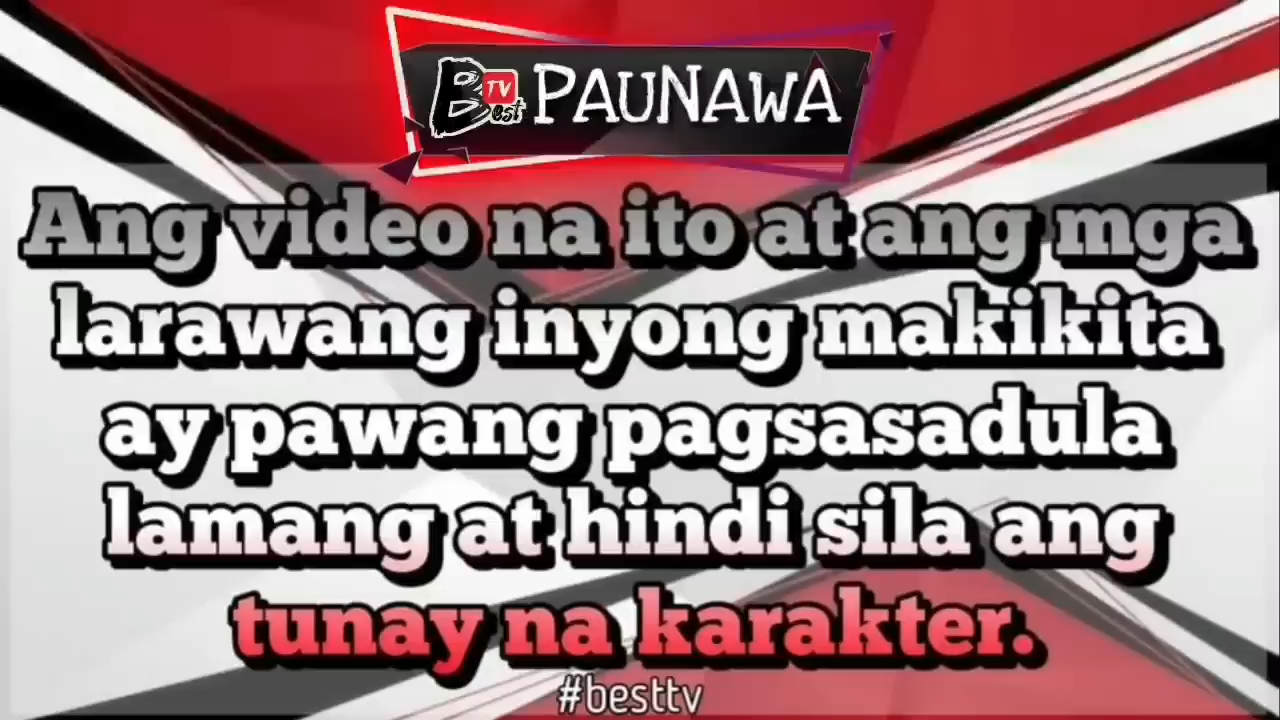 Best TV PAUNAWA
Ang video na ito at ang mga
larawang inyong makikita
ay pawang pagsasadula
lamang at hindi sila ang
tunay na karakter.
#besttv